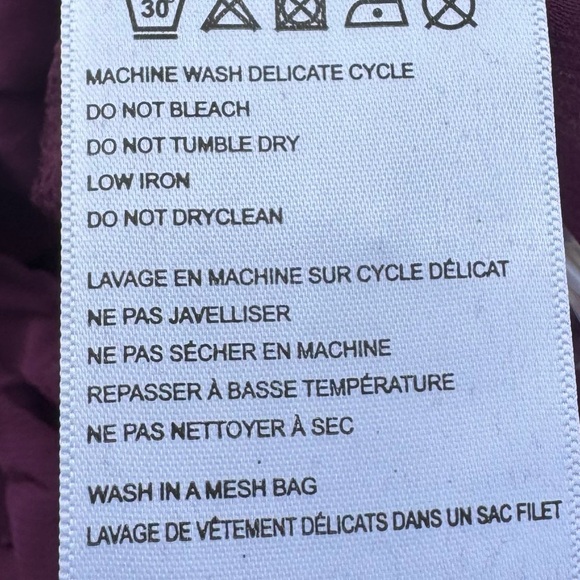 30°
MACHINE WASH DELICATE CYCLE
DO NOT BLEACH
DO NOT TUMBLE DRY
LOW IRON
DO NOT DRYCLEAN
LAVAGE EN MACHINE SUR CYCLE DÉLICAT
NE PAS JAVELLISER
NE PAS SÉCHER EN MACHINE
REPASSER À BASSE TEMPÉRATURE
NE PAS NETTOYER À SEC
WASH IN A MESH BAG
LAVAGE DE VÊTEMENT DÉLICATS DANS UN SAC FILET